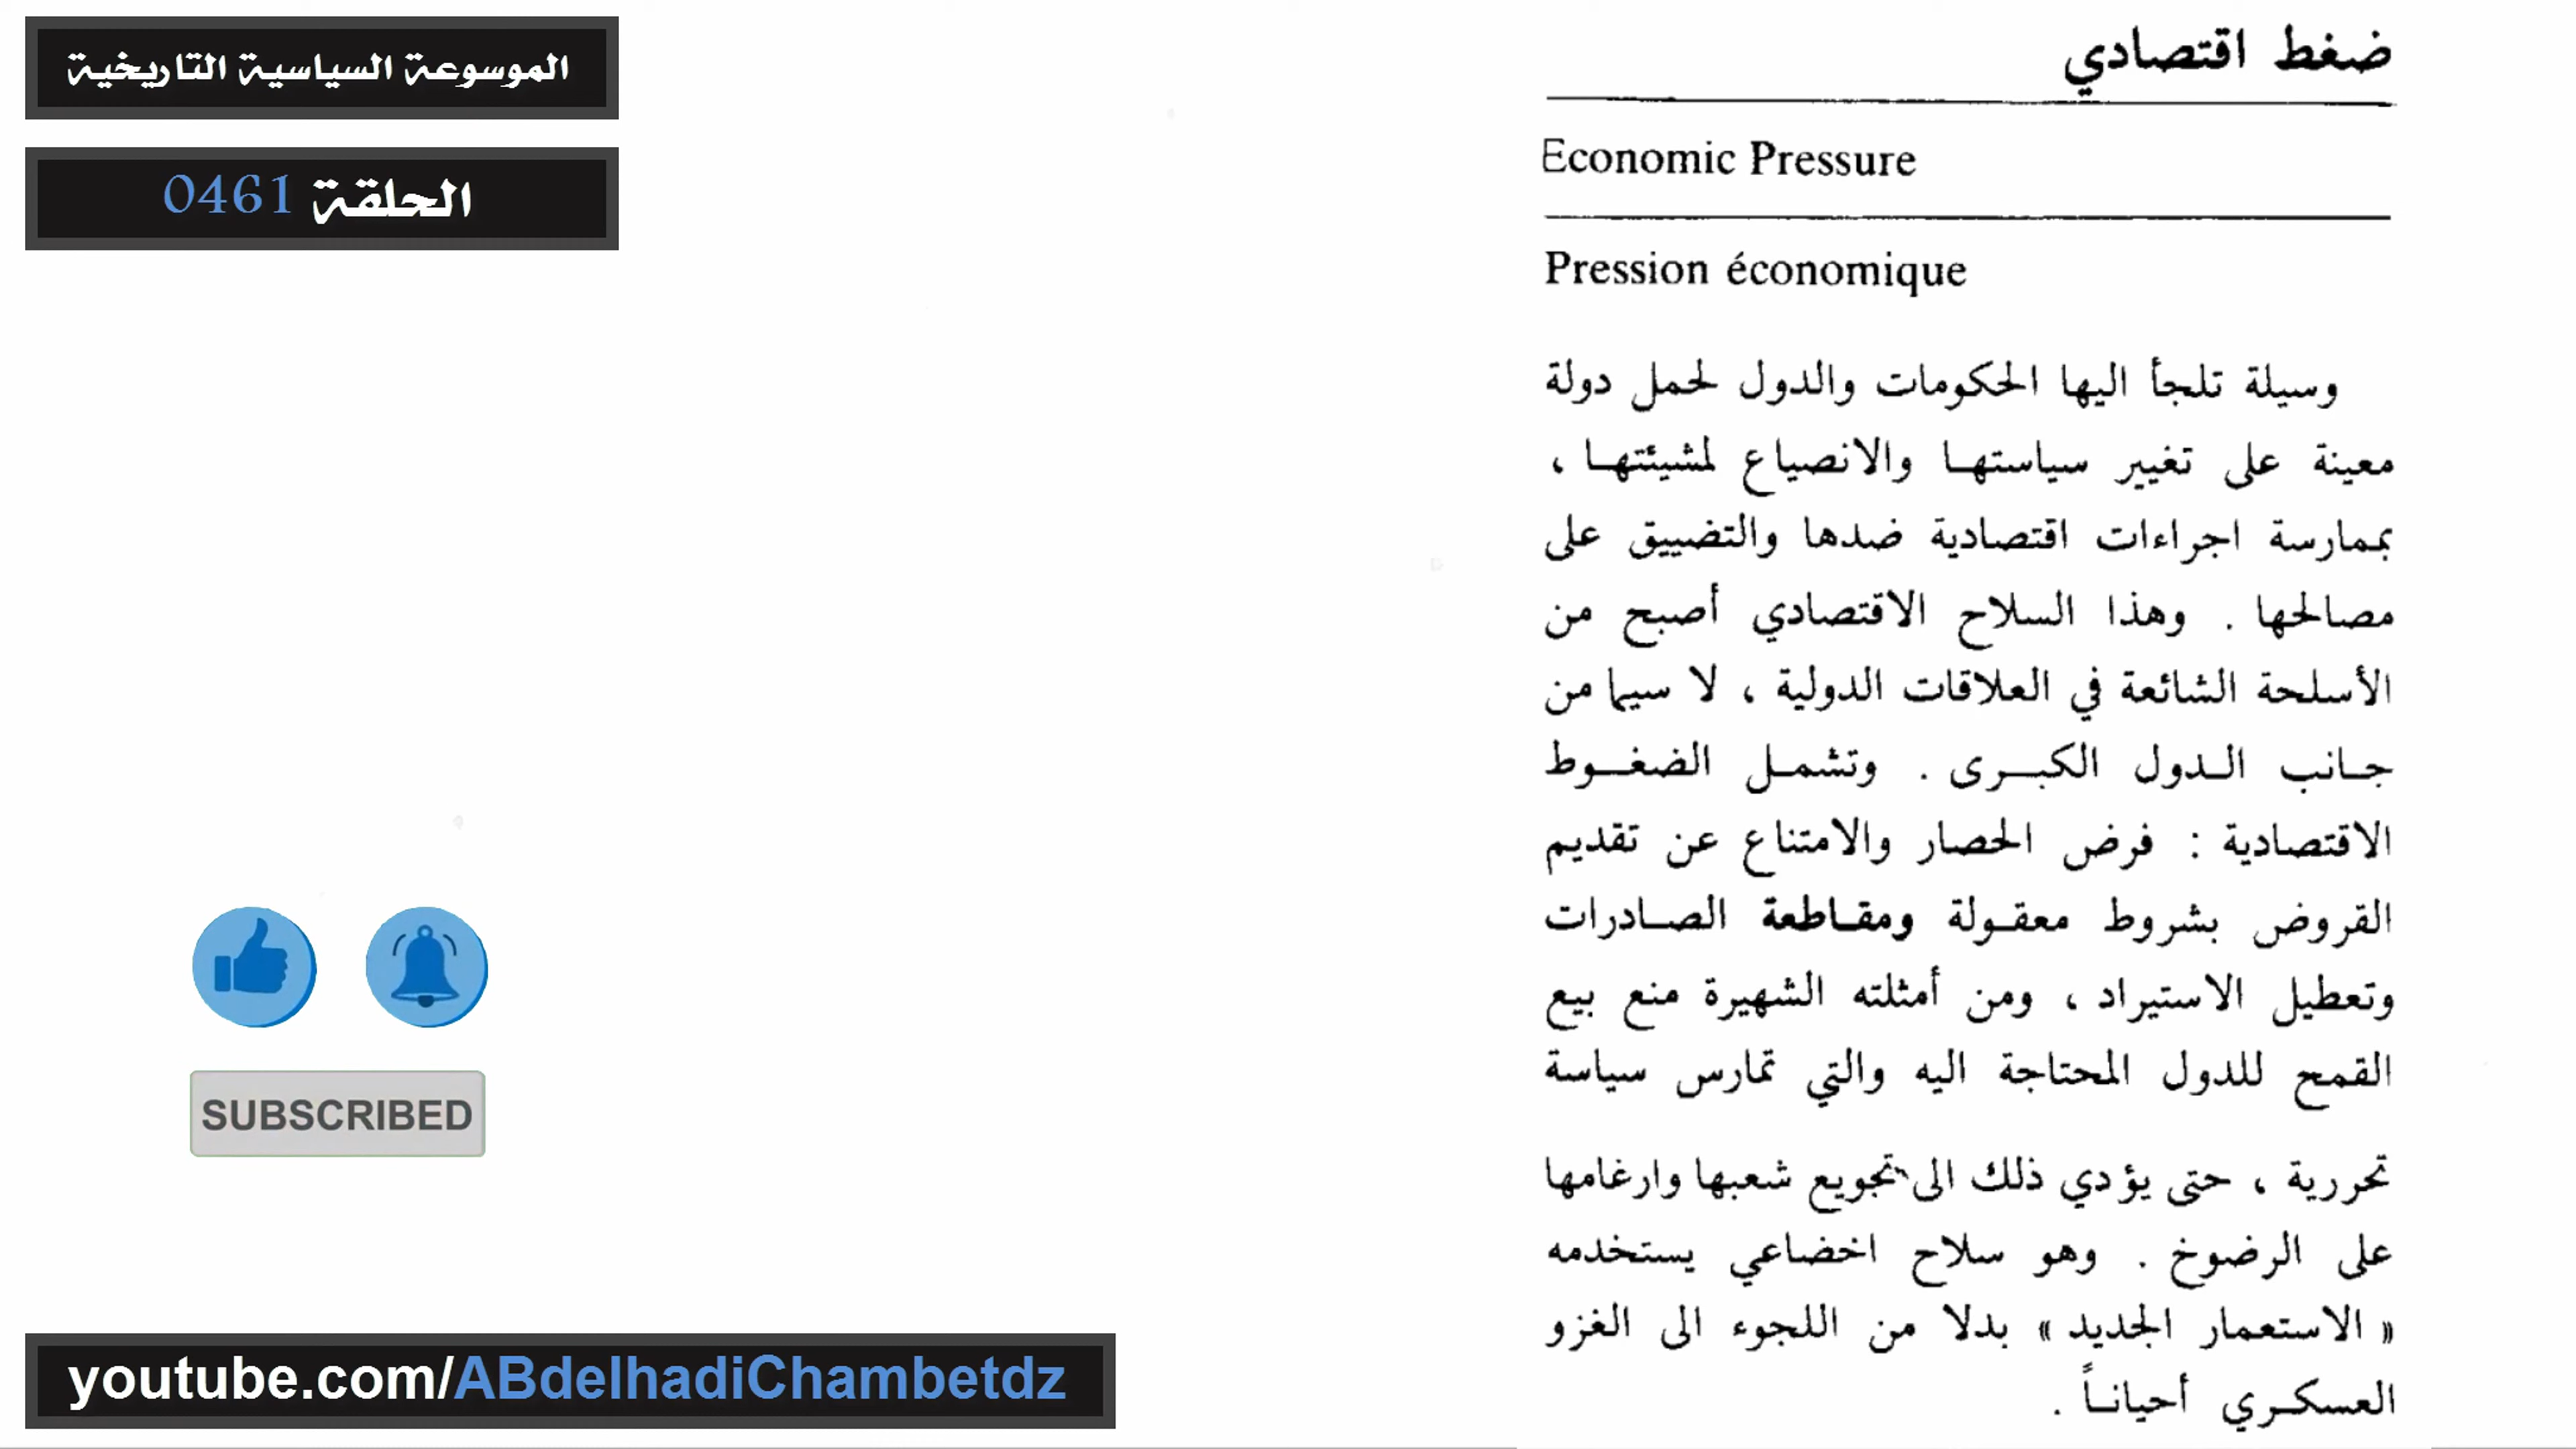 الموسوعة السياسية التاريخية
الحلقة 0461
ضغط اقتصادي
Economic Pressure
Pression économique
وسيلة تلجأ اليها الحكومات والدول لحمل دولة
معينة على تغيير سياستها والانصياع لمشيئتها ،
بممارسة اجراءات اقتصادية ضدها والتضييق على
مصالحها . وهذا السلاح الاقتصادي أصبح من
الأسلحة الشائعة في العلاقات الدولية ، لا سيما من
جانب الدول الكبرى . وتشمل الضغوط
الاقتصادية : فرض الحصار والامتناع عن تقديم
القروض بشروط معقولة ومقاطعة الصادرات
وتعطيل الاستيراد ، ومن أمثلته الشهيرة منع بيع
القمح للدول المحتاجة اليه والتي تمارس سياسة
تحررية ، حتى يؤدي ذلك الى تجويع شعبها وارغامها
على الرضوخ . وهو سلاح اخضاعي يستخدمه
« الاستعمار الجديد » بدلا من اللجوء الى الغزو
العسكري أحياناً .
SUBSCRIBED
youtube.com/ABdelhadiChambetdz